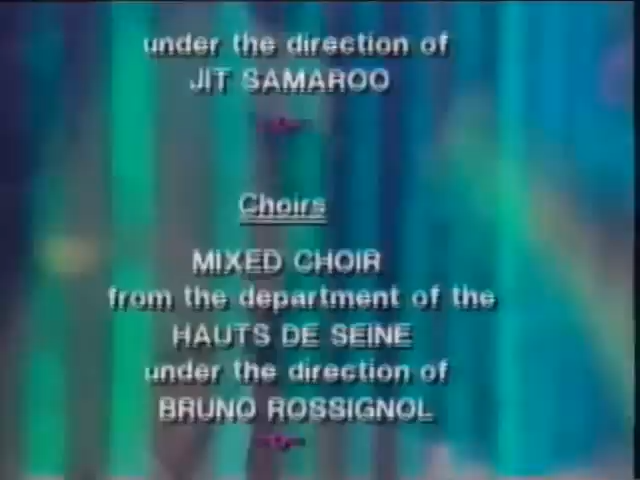 under the direction of
JIT SAMAROO
Choirs
MIXED CHOIR
from the department of the
HAUTS DE SEINE
under the direction of
BRUNO ROSSIGNOL